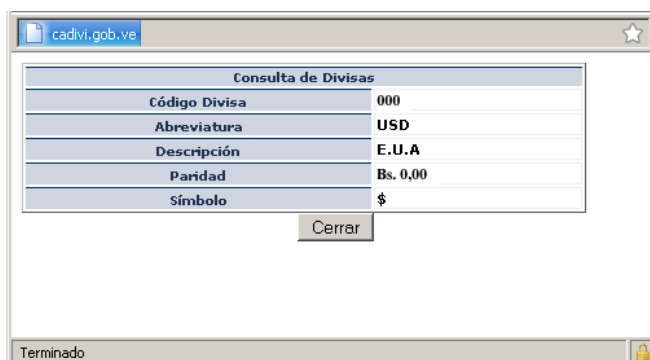 cadivi.gob.ve
Consulta de Divisas
Código Divisa 000
Abreviatura USD
Descripción E.U.A
Paridad Bs. 0,00
Símbolo $
Cerrar
Terminado